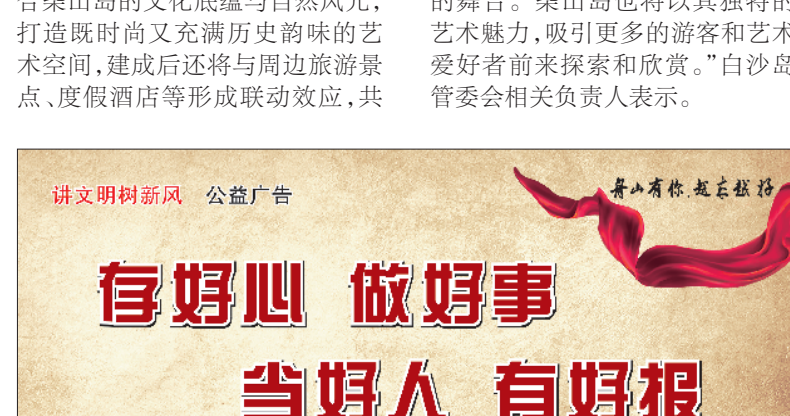 合柴山岛的文化底蕴与自然风光,
打造既时尚又充满历史韵味的艺
术空间,建成后还将与周边旅游景
点、度假酒店等形成联动效应,共
的舞台。柴山岛也将以其独特的
艺术魅力,吸引更多的游客和艺术
爱好者前来探索和欣赏。”白沙岛
管委会相关负责人表示。
讲文明树新风 公益广告
舟山有你 越来越好
存好心 做好事
当好人 有好报